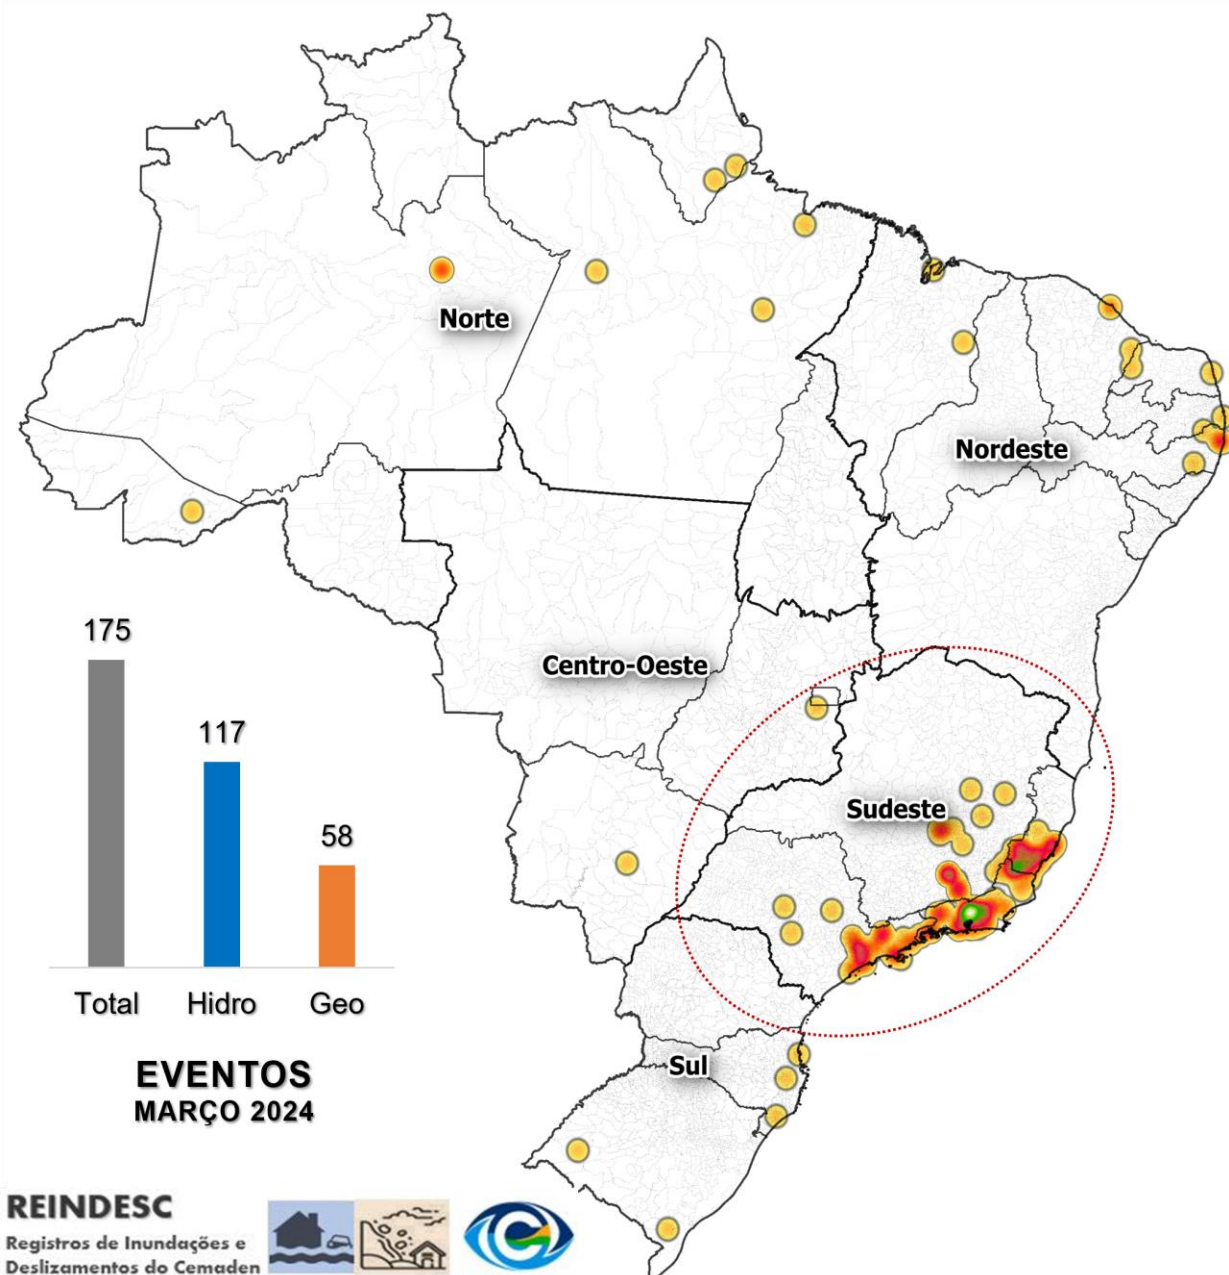 Norte
Nordeste
Centro-Oeste
Sudeste
Sul
175
117
58
Total
Hidro
Geo
EVENTOS
MARÇO 2024
REINDESC
Registros de Inundações e
Deslizamentos do Cemaden